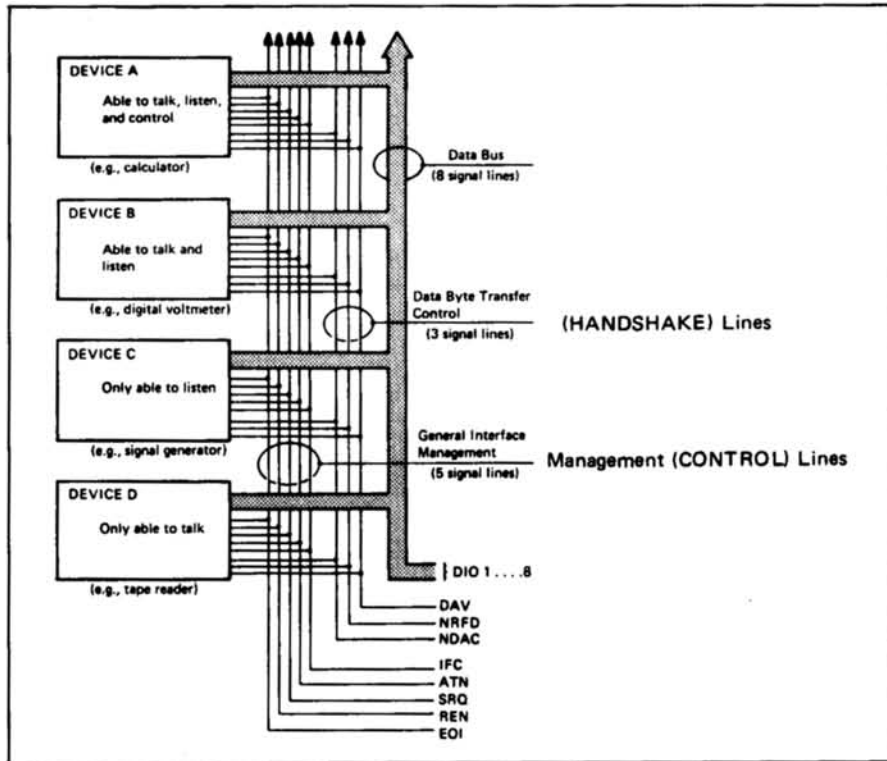 DEVICE A
Able to talk, listen,
and control
(e.g., calculator)
Data Bus
(8 signal lines)
DEVICE B
Able to talk and
listen
(e.g., digital voltmeter)
Data Byte Transfer
Control
(3 signal lines)
(HANDSHAKE) Lines
DEVICE C
Only able to listen
(e.g., signal generator)
General Interface
Management
(5 signal lines)
Management (CONTROL) Lines
DEVICE D
Only able to talk
(e.g., tape reader)
} DIO 1 . . . . 8
DAV
NRFD
NDAC
IFC
ATN
SRQ
REN
EOI